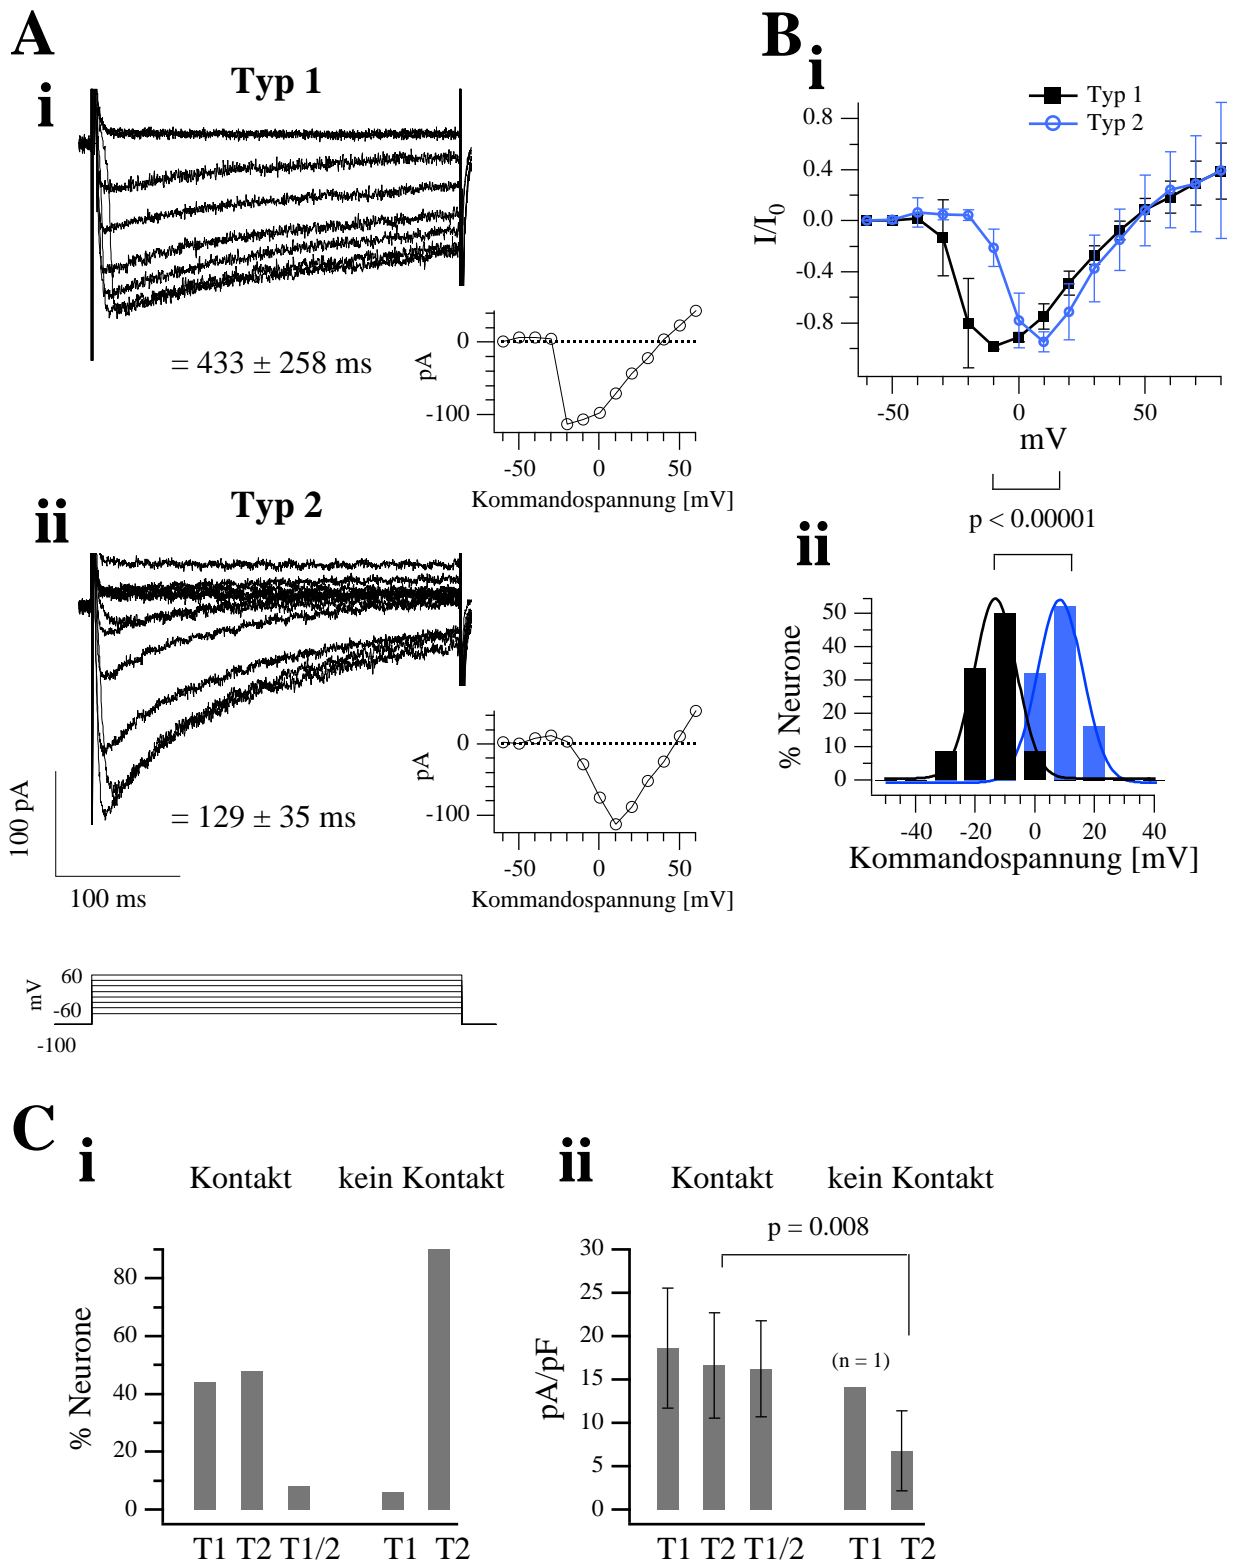 A
i
Typ 1
= 433 ± 258 ms
pA
0
-100
-50
0
50
Kommandospannung [mV]
ii
Typ 2
= 129 ± 35 ms
100 pA
100 ms
pA
0
-100
-50
0
50
Kommandospannung [mV]
mV
60
-60
-100
B
i
Typ 1
Typ 2
I/I0
0.8
0.4
0.0
-0.4
-0.8
-50
0
50
mV
p < 0.00001
ii
% Neurone
50
40
30
20
10
0
-40
-20
0
20
40
Kommandospannung [mV]
C
i
Kontakt
kein Kontakt
% Neurone
80
60
40
20
0
T1
T2
T1/2
T1
T2
ii
Kontakt
kein Kontakt
p = 0.008
pA/pF
30
25
20
15
10
5
0
(n = 1)
T1
T2
T1/2
T1
T2